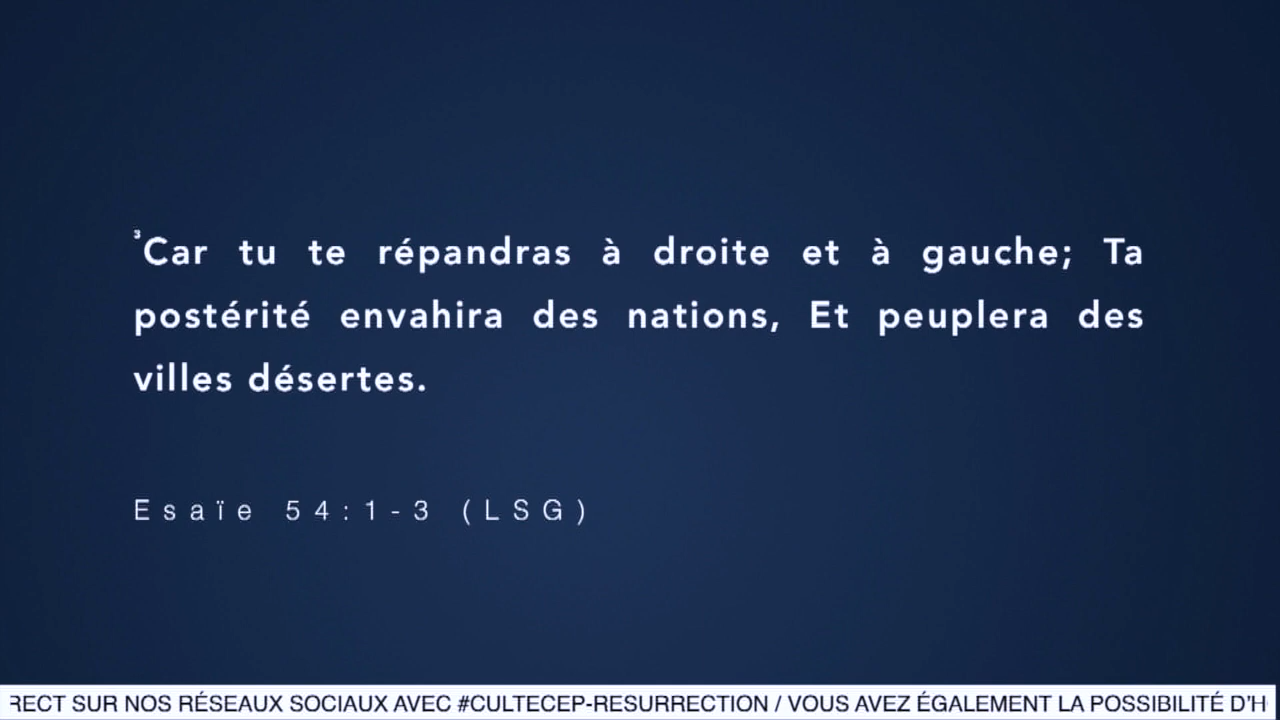 ³Car tu te répandras à droite et à gauche; Ta
postérité envahira des nations, Et peuplera des
villes désertes.
Esaïe 54:1-3 (LSG)
RECT SUR NOS RÉSEAUX SOCIAUX AVEC #CULTECEP-RESURRECTION / VOUS AVEZ ÉGALEMENT LA POSSIBILITÉ D'H